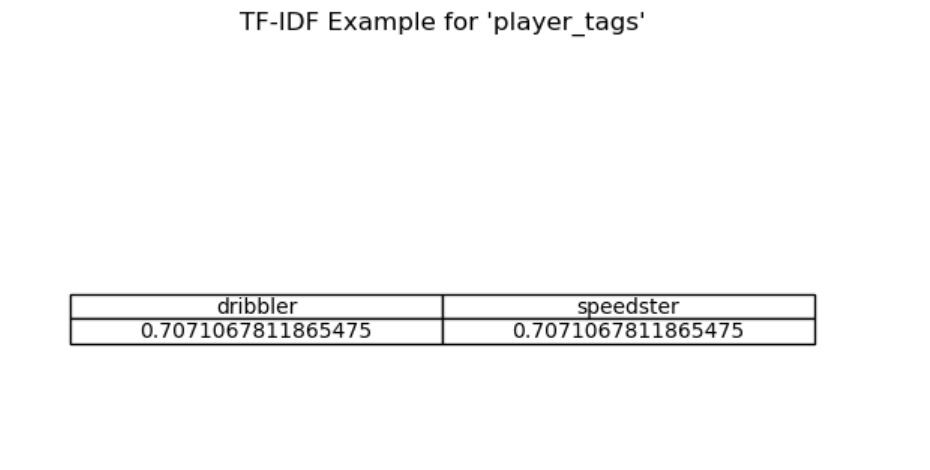 TF-IDF Example for 'player_tags'
dribbler speedster
0.7071067811865475 0.7071067811865475